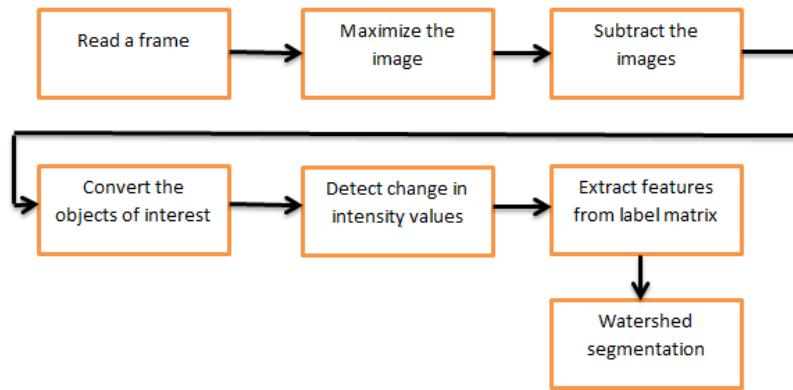 Read a frame
Maximize the
image
Subtract the
images
Convert the
objects of interest
Detect change in
intensity values
Extract features
from label matrix
Watershed
segmentation